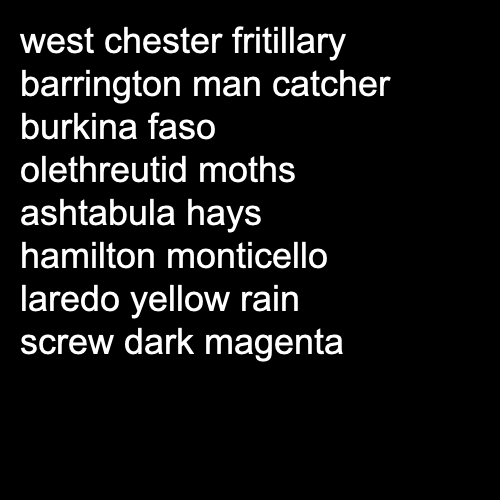 west chester fritillary
barrington man catcher
burkina faso
olethreutid moths
ashtabula hays
hamilton monticello
laredo yellow rain
screw dark magenta